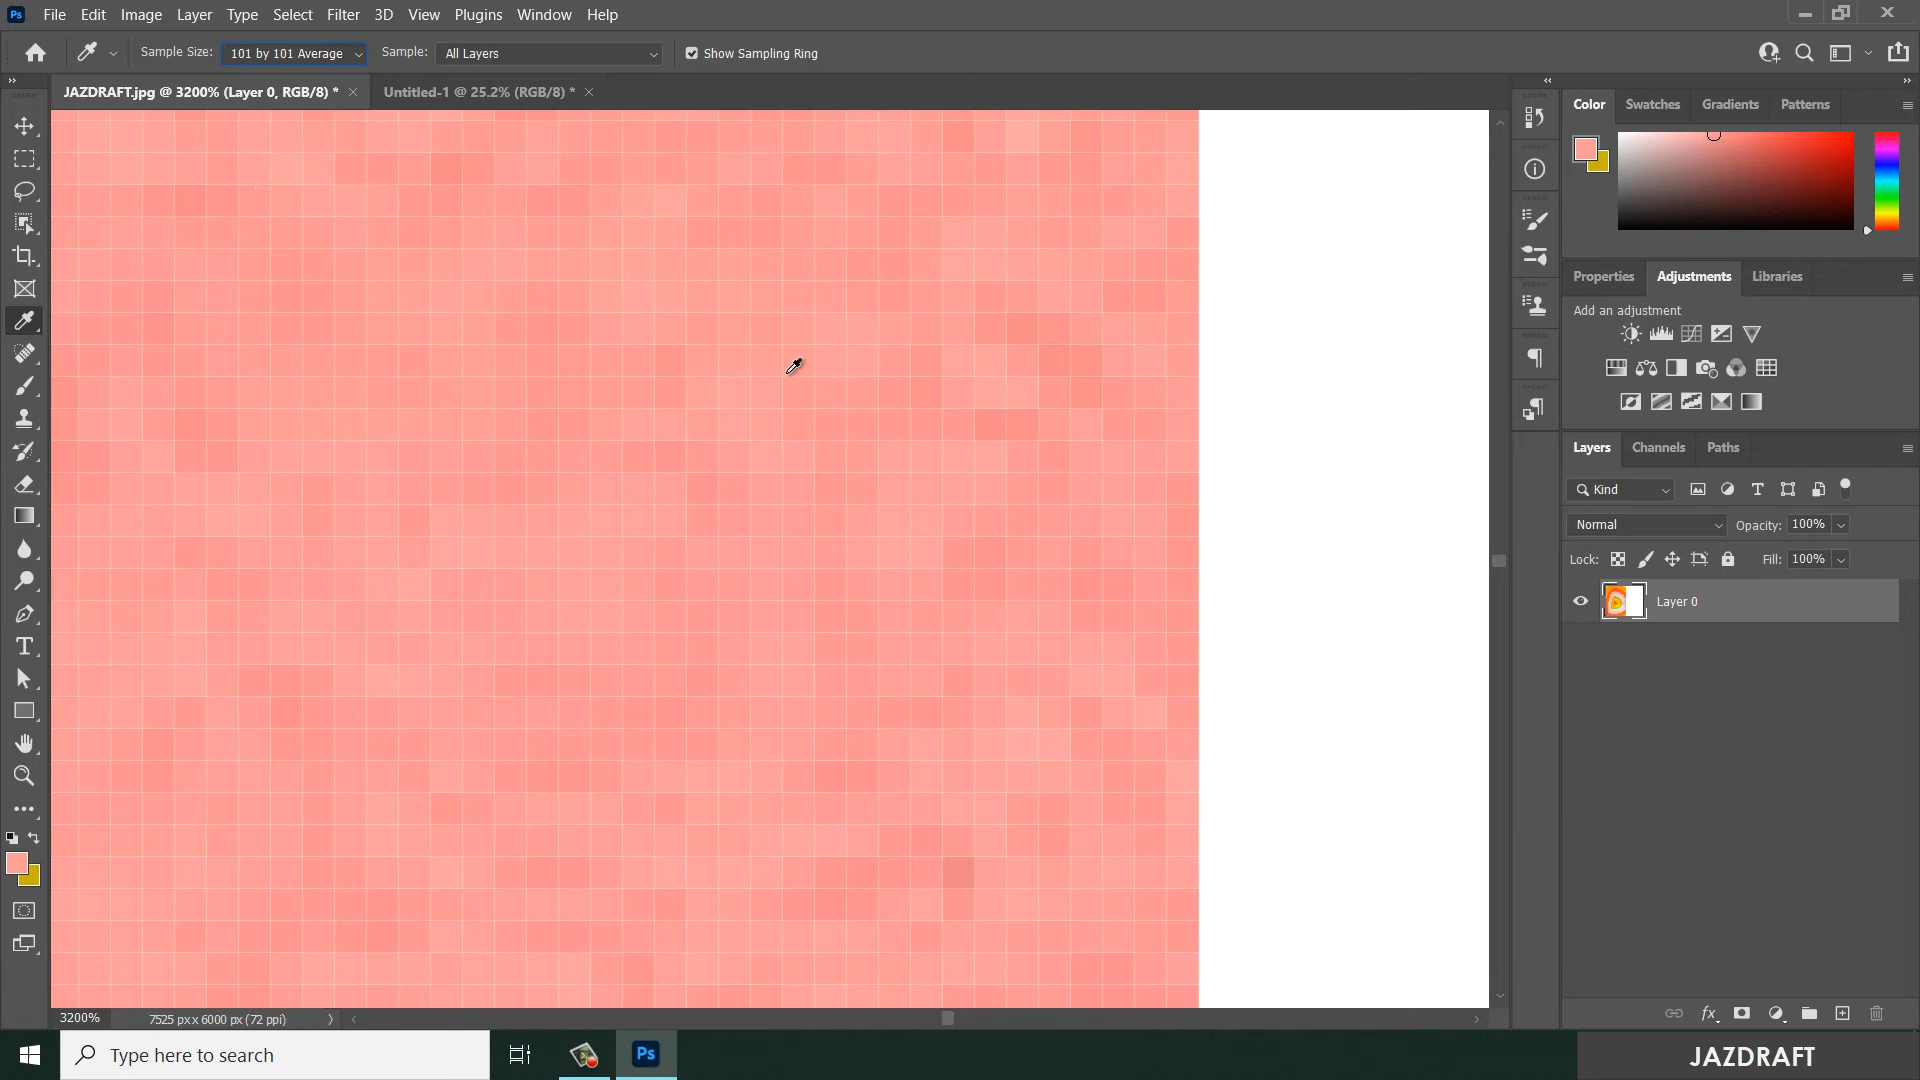 Ps File Edit Image Layer Type Select Filter 3D View Plugins Window Help
Sample Size: 101 by 101 Average Sample: All Layers Show Sampling Ring
JAZDRAFT.jpg @ 3200% (Layer 0, RGB/8) * Untitled-1 @ 25.2% (RGB/8) *
Color Swatches Gradients Patterns
Properties Adjustments Libraries
Add an adjustment
Layers Channels Paths
Kind
Normal Opacity: 100%
Lock: Fill: 100%
Layer 0
3200% 7525 px x 6000 px (72 ppi)
Type here to search Ps JAZDRAFT